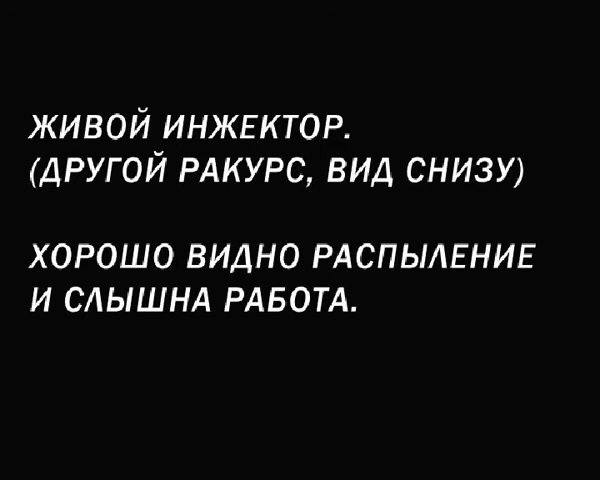 ЖИВОЙ ИНЖЕКТОР.
(ДРУГОЙ РАКУРС, ВИД СНИЗУ)
ХОРОШО ВИДНО РАСПЫЛЕНИЕ
И СЛЫШНА РАБОТА.